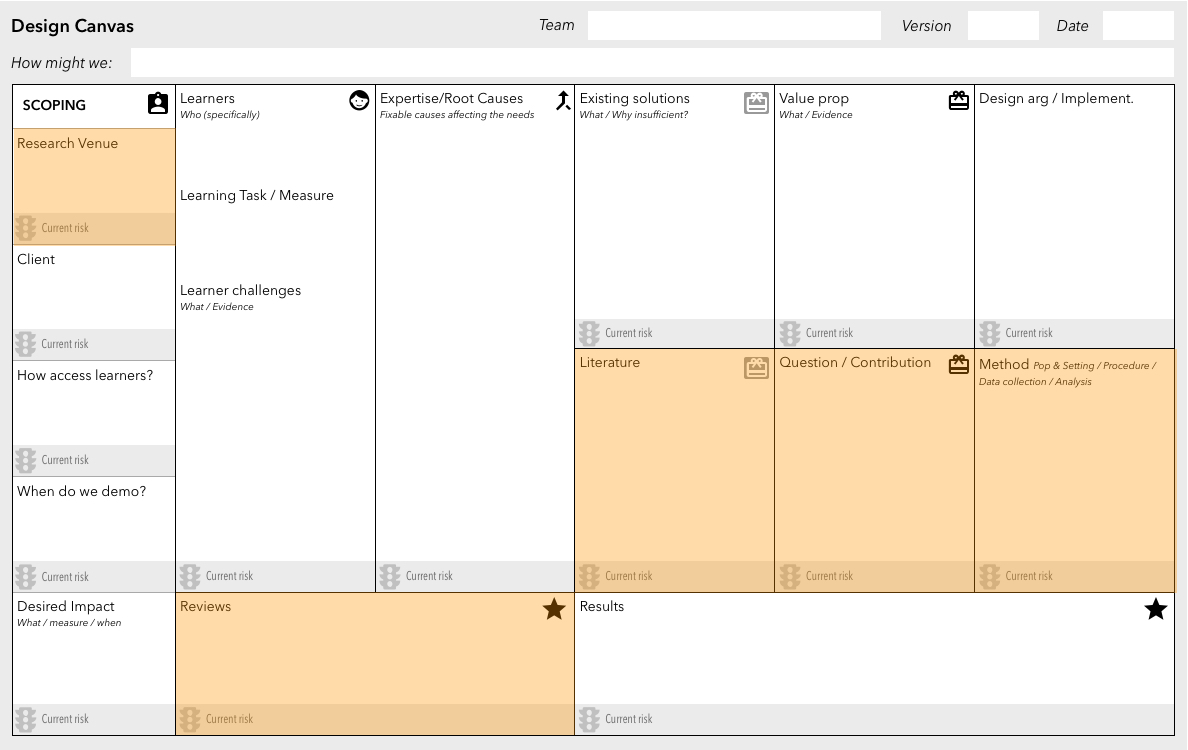 Design Canvas
Team
Version
Date
How might we:
SCOPING
Research Venue
Current risk
Client
Current risk
How access learners?
Current risk
When do we demo?
Current risk
Desired Impact
What / measure / when
Current risk
Learners
Who (specifically)
Learning Task / Measure
Learner challenges
What / Evidence
Current risk
Expertise/Root Causes
Fixable causes affecting the needs
Current risk
Existing solutions
What / Why insufficient?
Current risk
Value prop
What / Evidence
Current risk
Design arg / Implement.
Current risk
Literature
Current risk
Question / Contribution
Current risk
Method Pop & Setting / Procedure /
Data collection / Analysis
Current risk
Reviews
Current risk
Results
Current risk